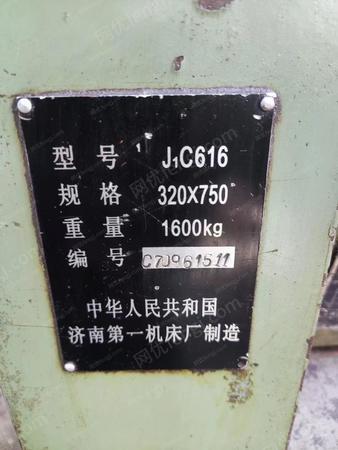 型号 J₁C616
规格 320X750
重量 1600kg
编号 C7J961511
中华人民共和国
济南第一机床厂制造